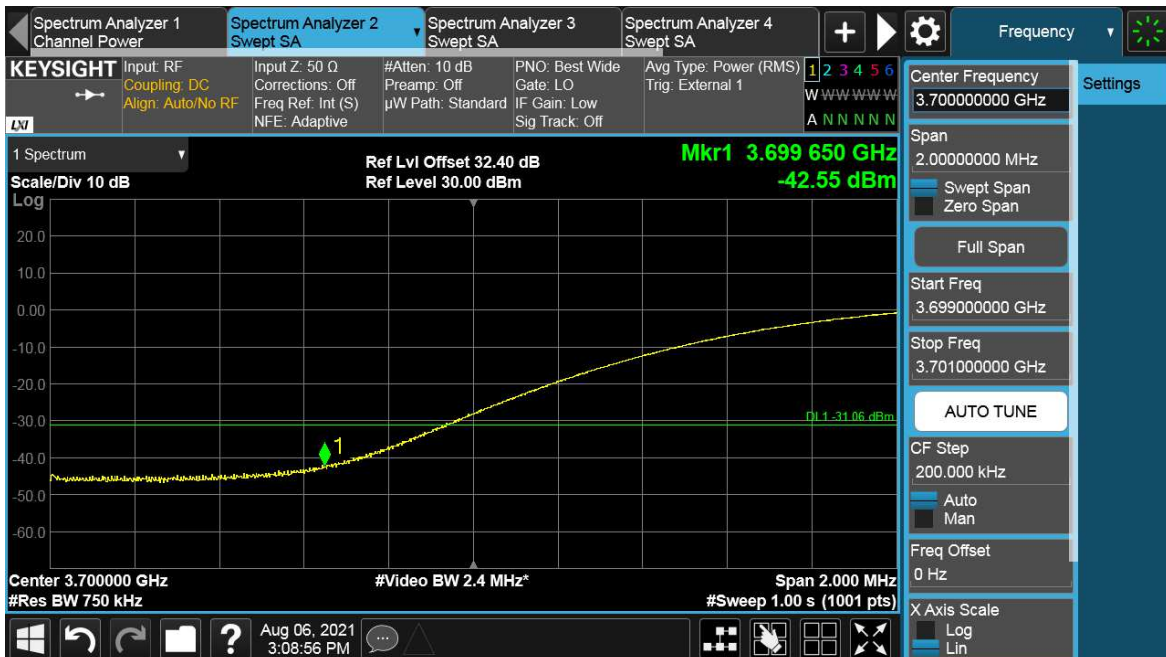 Spectrum Analyzer 1
Channel Power
Spectrum Analyzer 2
Swept SA
Spectrum Analyzer 3
Swept SA
Spectrum Analyzer 4
Swept SA
Frequency
KEYSIGHT
LXI
Input: RF
Coupling: DC
Align: Auto/No RF
Input Z: 50 Ω
Corrections: Off
Freq Ref: Int (S)
NFE: Adaptive
#Atten: 10 dB
Preamp: Off
µW Path: Standard
PNO: Best Wide
Gate: LO
IF Gain: Low
Sig Track: Off
Avg Type: Power (RMS)
Trig: External 1
1 2 3 4 5 6
W W W W W W
A N N N N N
1 Spectrum
Scale/Div 10 dB
Ref Lvl Offset 32.40 dB
Ref Level 30.00 dBm
Mkr1 3.699 650 GHz
-42.55 dBm
Log
20.0
10.0
0.00
-10.0
-20.0
-30.0
-40.0
-50.0
-60.0
DL1 -31.06 dBm
1
Center 3.700000 GHz
#Res BW 750 kHz
#Video BW 2.4 MHz*
Span 2.000 MHz
#Sweep 1.00 s (1001 pts)
Center Frequency
3.700000000 GHz
Span
2.00000000 MHz
Swept Span
Zero Span
Full Span
Start Freq
3.699000000 GHz
Stop Freq
3.701000000 GHz
AUTO TUNE
CF Step
200.000 kHz
Auto
Man
Freq Offset
0 Hz
X Axis Scale
Log
Lin
Settings
?
Aug 06, 2021
3:08:56 PM